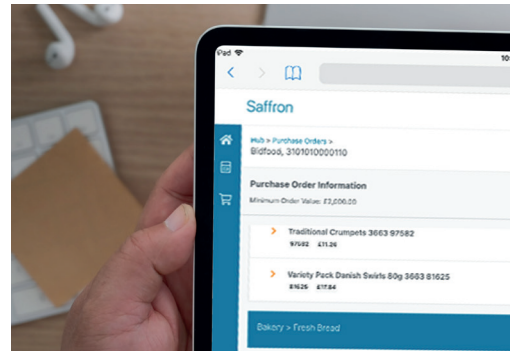 iPad
10
Saffron
Hub > Purchase Orders >
Bidfood, 3101010000110
Purchase Order Information
Minimum Order Value: £2,000.00
Traditional Crumpets 3663 97582
97582 £11.26
Variety Pack Danish Swirls 80g 3663 81625
81625 £17.84
Bakery > Fresh Bread